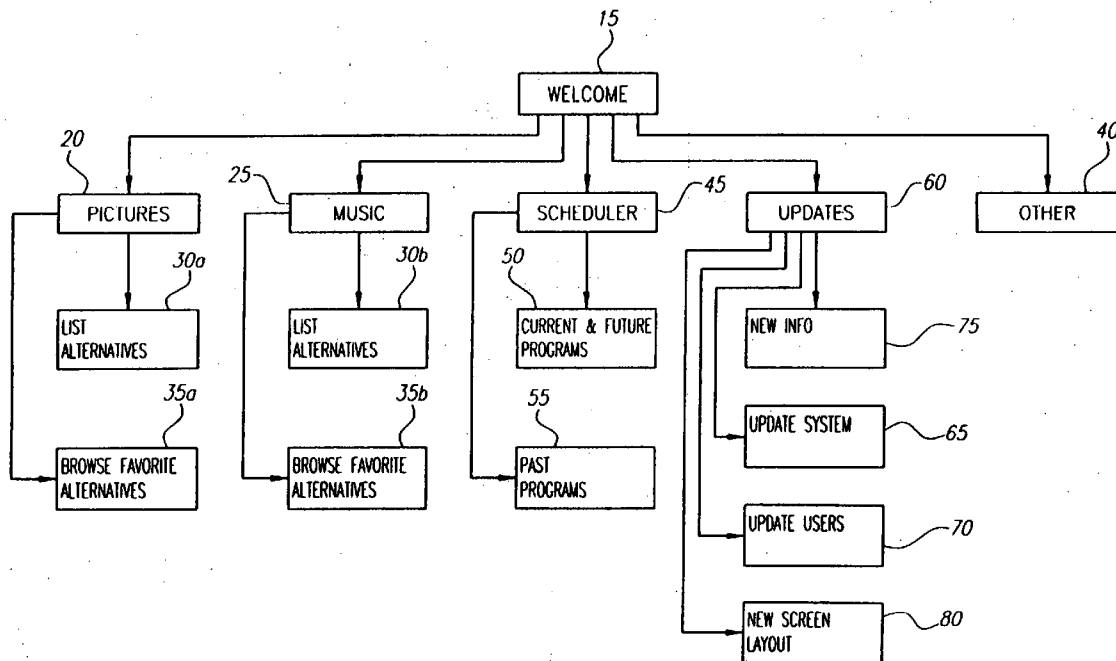 15
WELCOME
20
PICTURES
25
MUSIC
SCHEDULER
45
UPDATES
60
40
OTHER
30a
LIST
ALTERNATIVES
30b
LIST
ALTERNATIVES
50
CURRENT & FUTURE
PROGRAMS
NEW INFO
75
35a
BROWSE FAVORITE
ALTERNATIVES
35b
BROWSE FAVORITE
ALTERNATIVES
55
PAST
PROGRAMS
UPDATE SYSTEM
65
UPDATE USERS
70
NEW SCREEN
LAYOUT
80